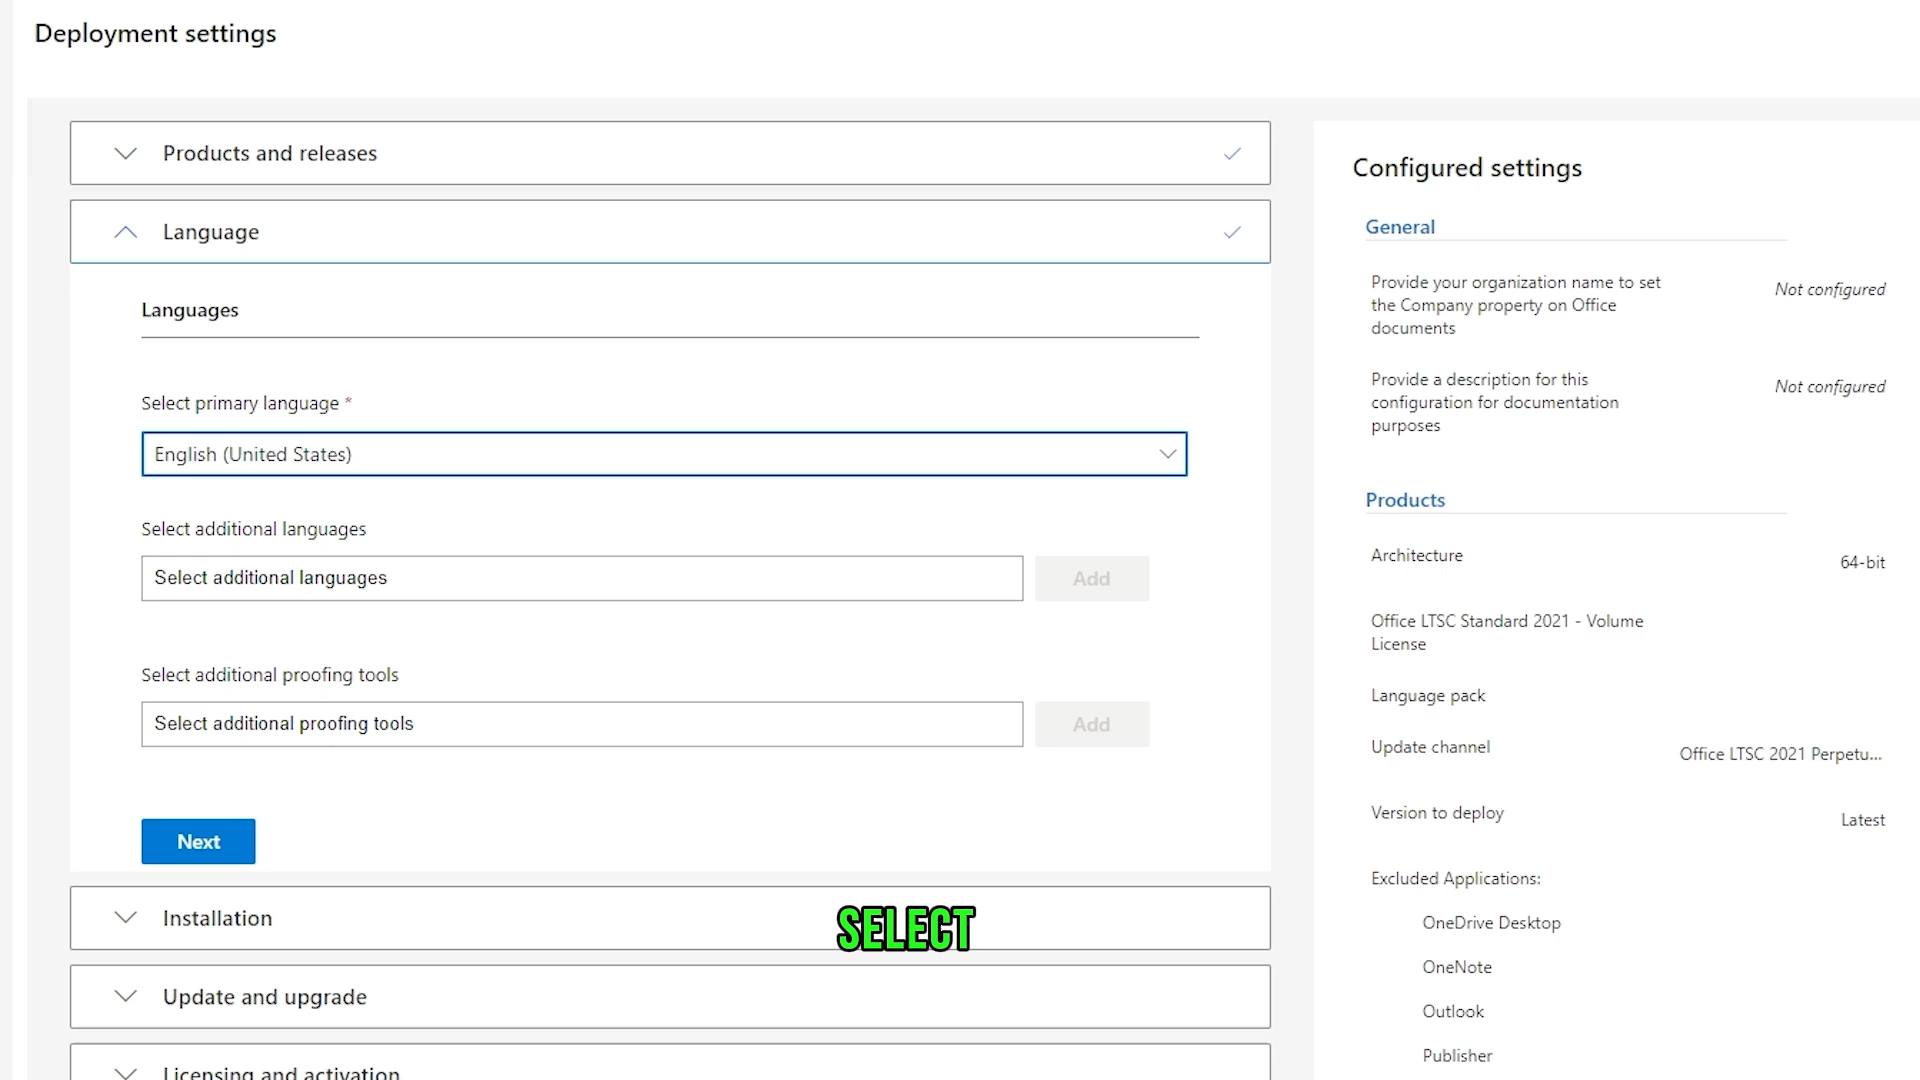 Deployment settings
Products and releases
Language
Languages
Select primary language *
English (United States)
Select additional languages
Select additional languages
Add
Select additional proofing tools
Select additional proofing tools
Add
Next
Installation
SELECT
Update and upgrade
Licensing and activation
Configured settings
General
Provide your organization name to set
the Company property on Office
documents
Not configured
Provide a description for this
configuration for documentation
purposes
Not configured
Products
Architecture
64-bit
Office LTSC Standard 2021 - Volume
License
Language pack
Update channel
Office LTSC 2021 Perpetu...
Version to deploy
Latest
Excluded Applications:
OneDrive Desktop
OneNote
Outlook
Publisher